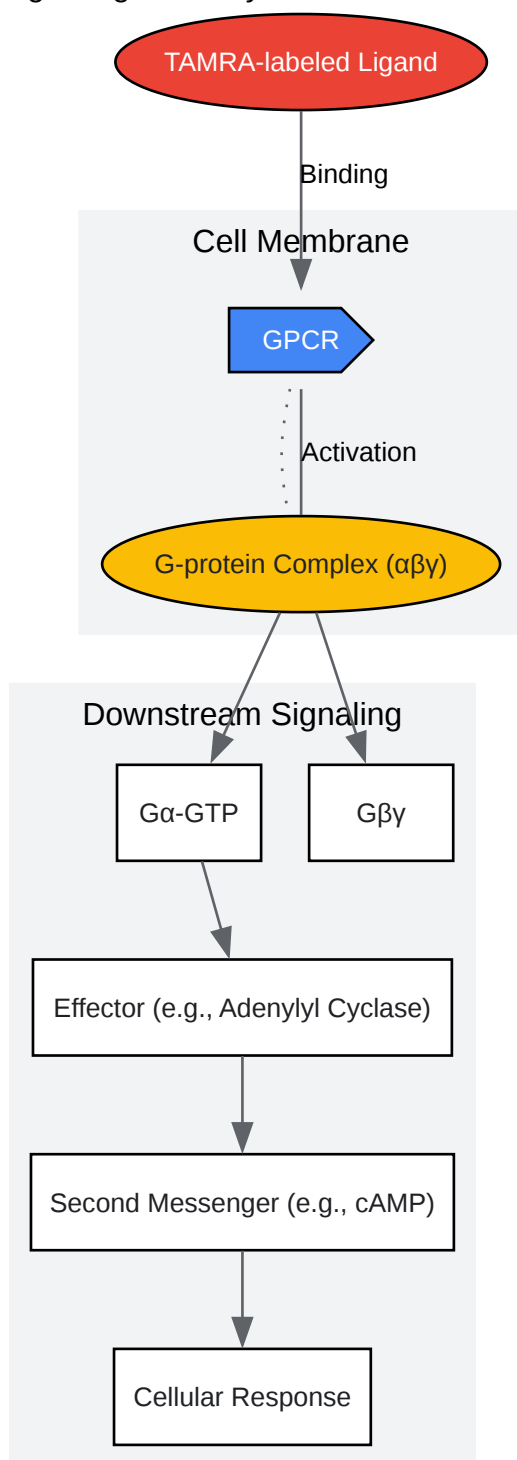 TAMRA-labeled Ligand
Binding
Cell Membrane
GPCR
Activation
G-protein Complex (αβγ)
Downstream Signaling
Gα-GTP
Gβγ
Effector (e.g., Adenylyl Cyclase)
Second Messenger (e.g., cAMP)
Cellular Response